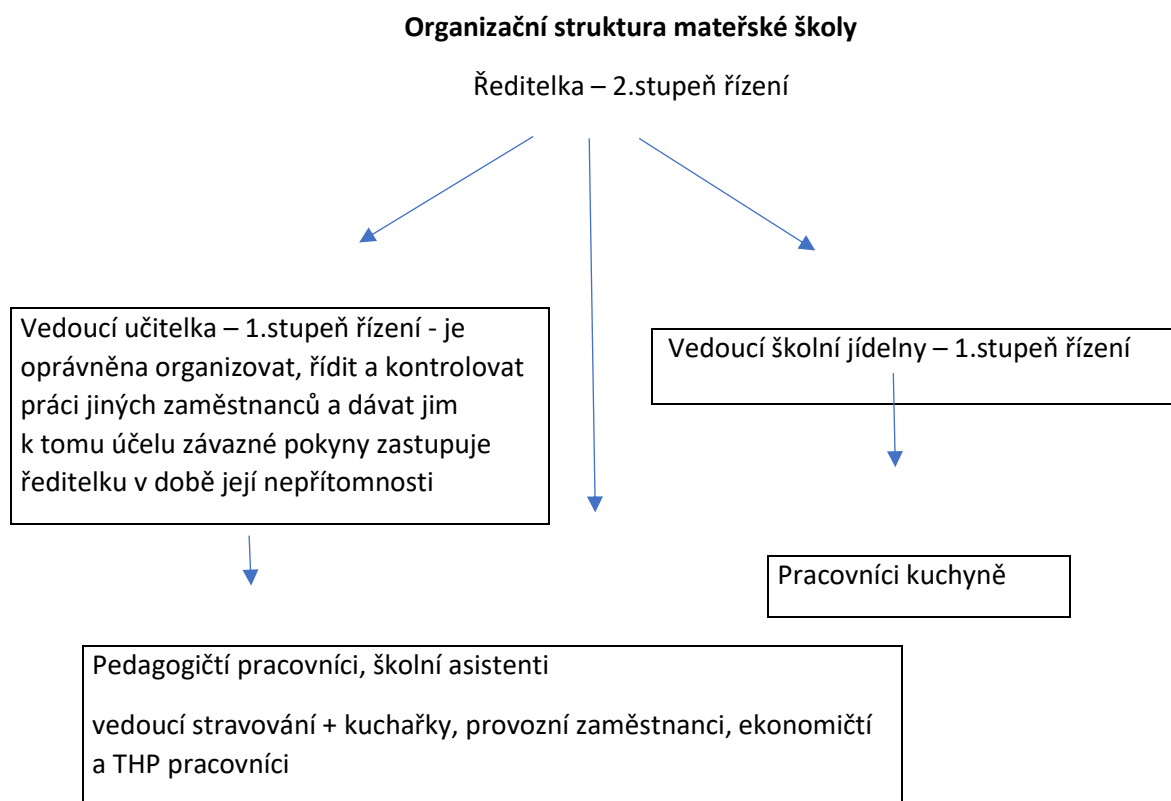 Organizační struktura mateřské školy
Ředitelka – 2.stupeň řízení
Vedoucí učitelka – 1.stupeň řízení - je
oprávněna organizovat, řídit a kontrolovat
práci jiných zaměstnanců a dávat jim
k tomu účelu závazné pokyny zastupuje
ředitelku v době její nepřítomnosti
Vedoucí školní jídelny – 1.stupeň řízení
Pracovníci kuchyně
Pedagogičtí pracovníci, školní asistenti
vedoucí stravování + kuchařky, provozní zaměstnanci, ekonomičtí
a THP pracovníci